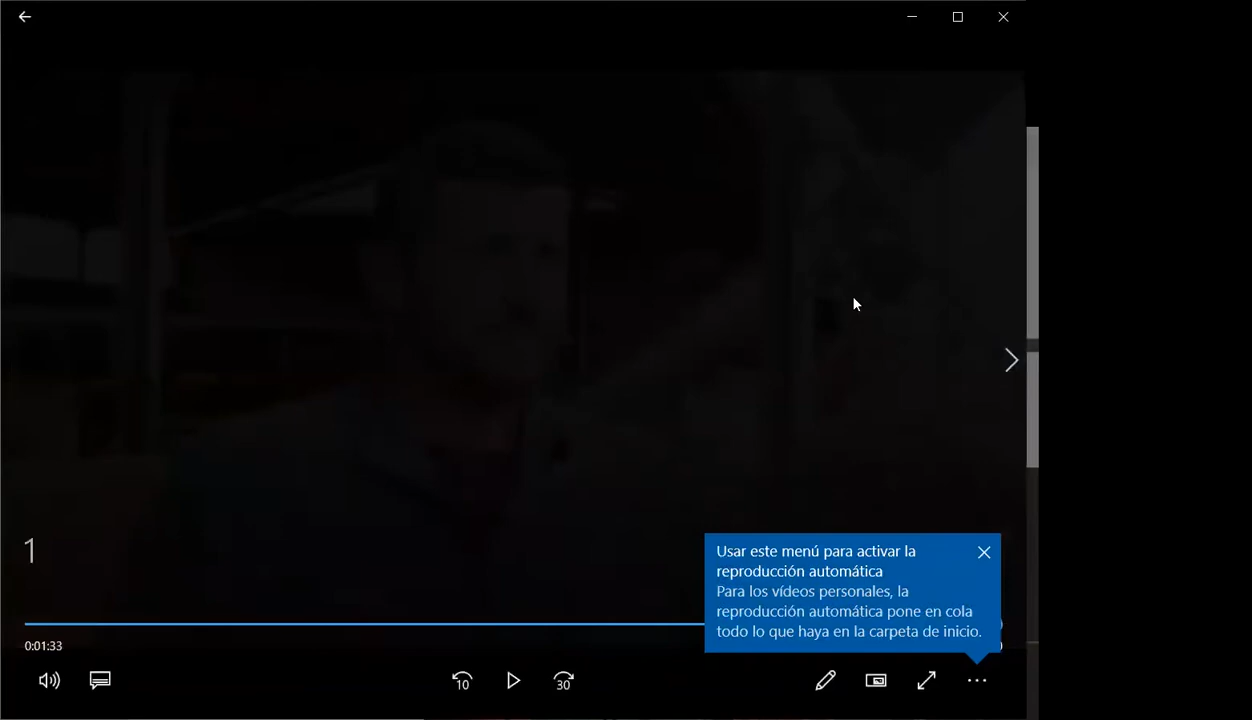 1
Usar este menú para activar la
reproducción automática
Para los vídeos personales, la
reproducción automática pone en cola
todo lo que haya en la carpeta de inicio.
0:01:33
10
30